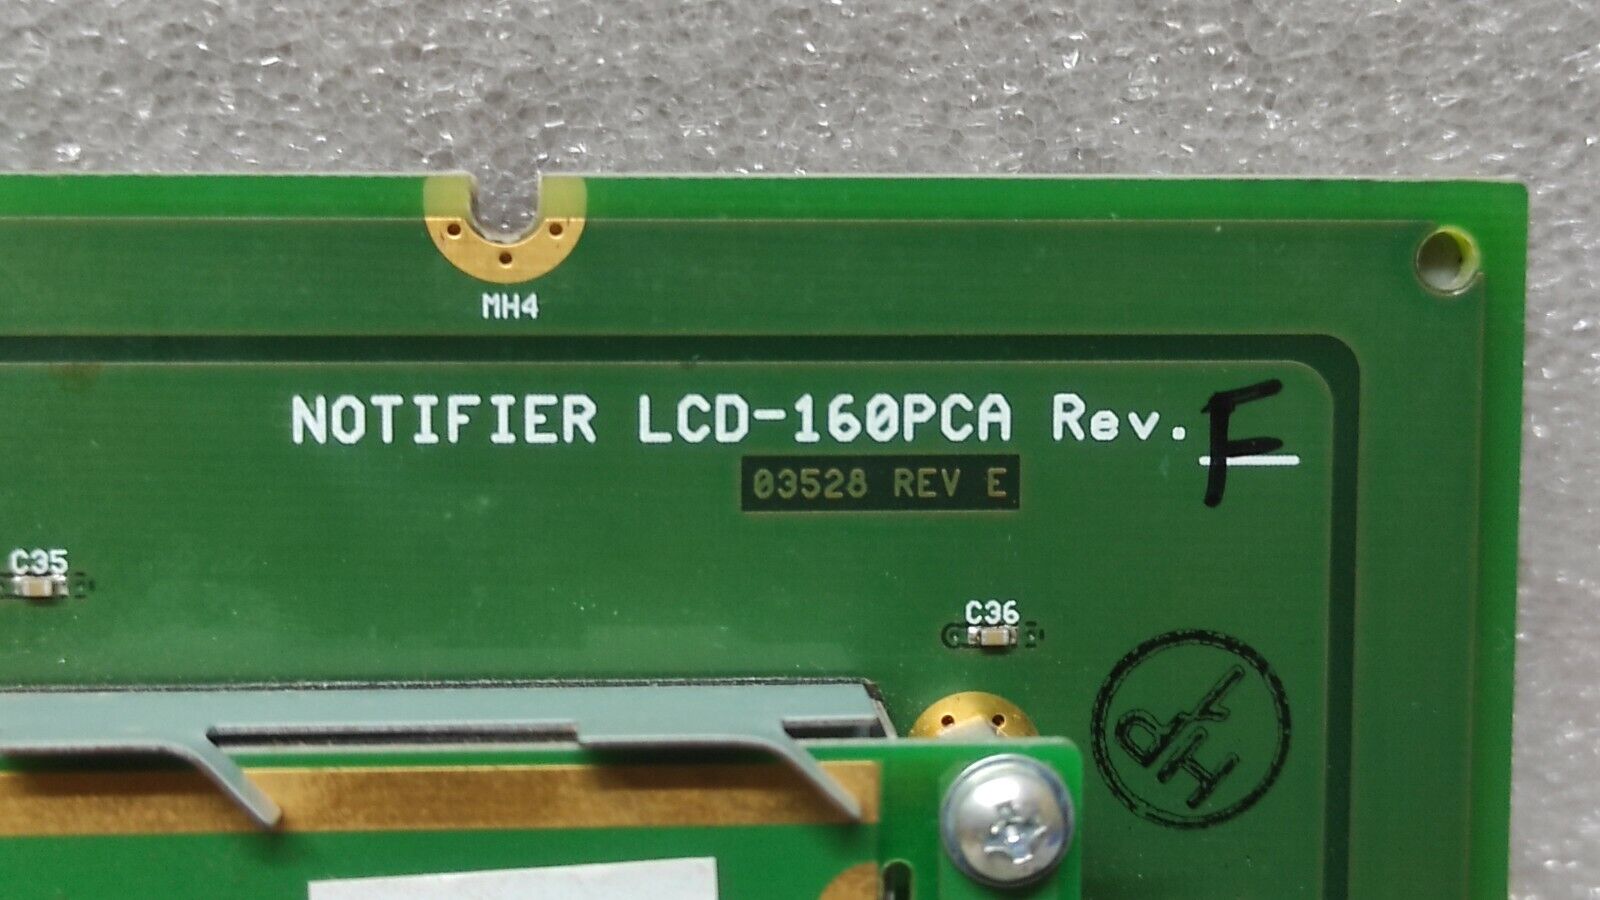 MH4
NOTIFIER LCD-160PCA Rev. F
03528 REV E
C35
C36